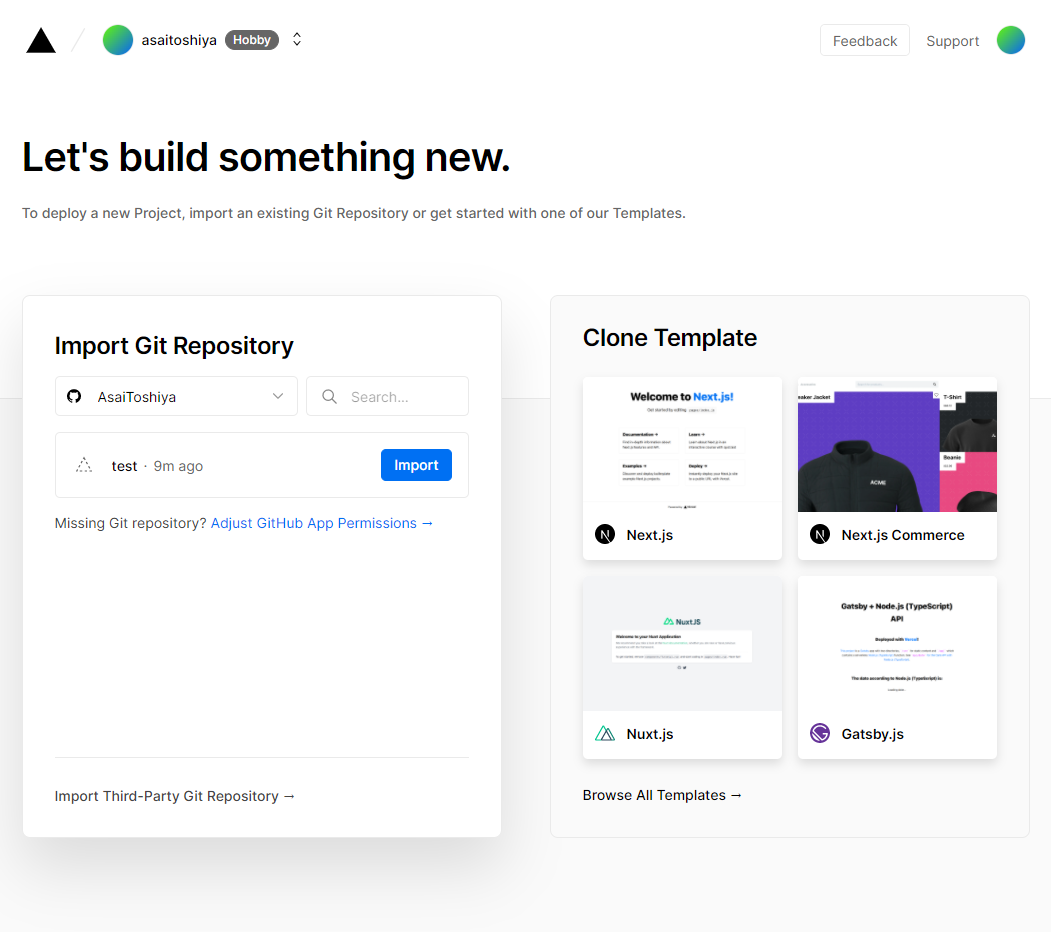 asaitoshiya Hobby
Feedback Support
Let's build something new.
To deploy a new Project, import an existing Git Repository or get started with one of our Templates.
Import Git Repository
AsaiToshiya Search...
test · 9m ago Import
Missing Git repository? Adjust GitHub App Permissions →
Import Third-Party Git Repository →
Clone Template
Welcome to Next.js!
Get started by editing
Documentation →
Learn →
Examples →
Deploy →
N Next.js
eaker Jacket
T-Shirt
Beanie
ACME
N Next.js Commerce
NuxtJS
Welcome to your Nuxt Application
Nuxt.js
Gatsby + Node.js (TypeScript)
API
Deployed with Vercel!
The date according to Node.js (TypeScript) is:
Gatsby.js
Browse All Templates →